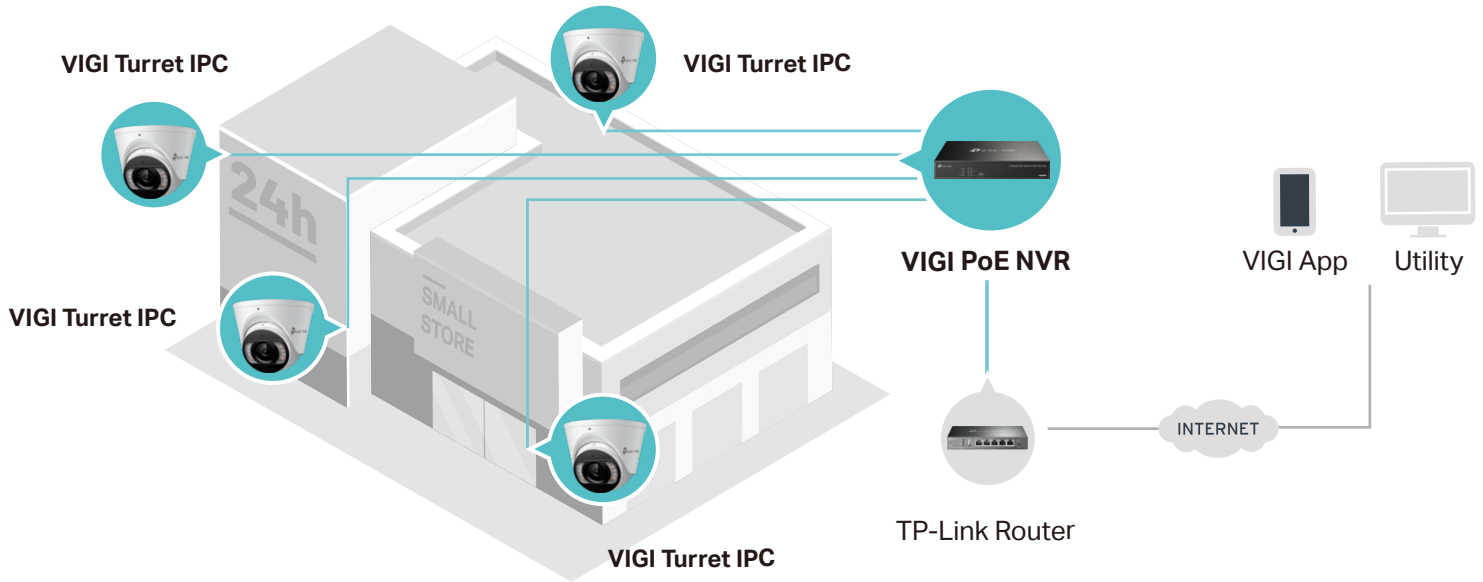 VIGI Turret IPC
VIGI Turret IPC
24h
VIGI PoE NVR
VIGI App
Utility
VIGI Turret IPC
SMALL
STORE
INTERNET
TP-Link Router
VIGI Turret IPC